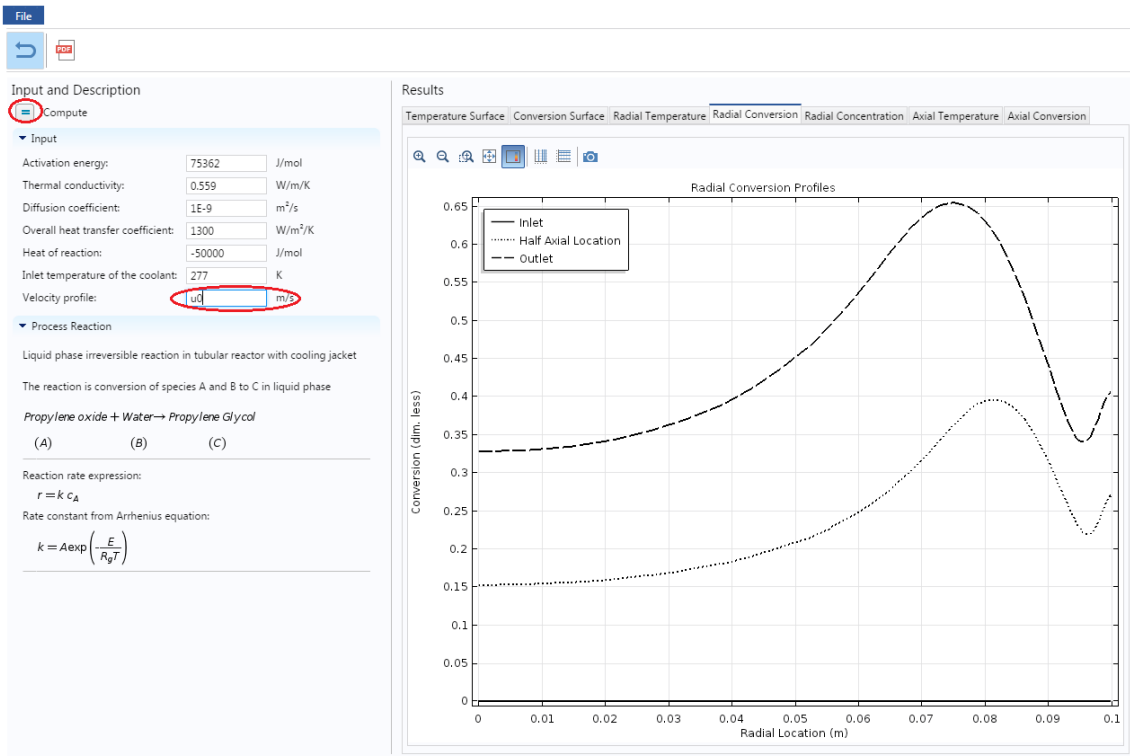 File
PDF
Input and Description
= Compute
Input
Activation energy: 75362 J/mol
Thermal conductivity: 0.559 W/m/K
Diffusion coefficient: 1E-9 m²/s
Overall heat transfer coefficient: 1300 W/m²/K
Heat of reaction: -50000 J/mol
Inlet temperature of the coolant: 277 K
Velocity profile: u0 m/s
Process Reaction
Liquid phase irreversible reaction in tubular reactor with cooling jacket
The reaction is conversion of species A and B to C in liquid phase
Propylene oxide + Water→ Propylene Glycol
(A) (B) (C)
Reaction rate expression:
r = k c_A
Rate constant from Arrhenius equation:
k = Aexp(-E/R_gT)
Results
Temperature Surface Conversion Surface Radial Temperature Radial Conversion Radial Concentration Axial Temperature Axial Conversion
Radial Conversion Profiles
Inlet
Half Axial Location
Outlet
Conversion (dim. less)
0.65
0.6
0.55
0.5
0.45
0.4
0.35
0.3
0.25
0.2
0.15
0.1
0.05
0
0 0.01 0.02 0.03 0.04 0.05 0.06 0.07 0.08 0.09 0.1
Radial Location (m)